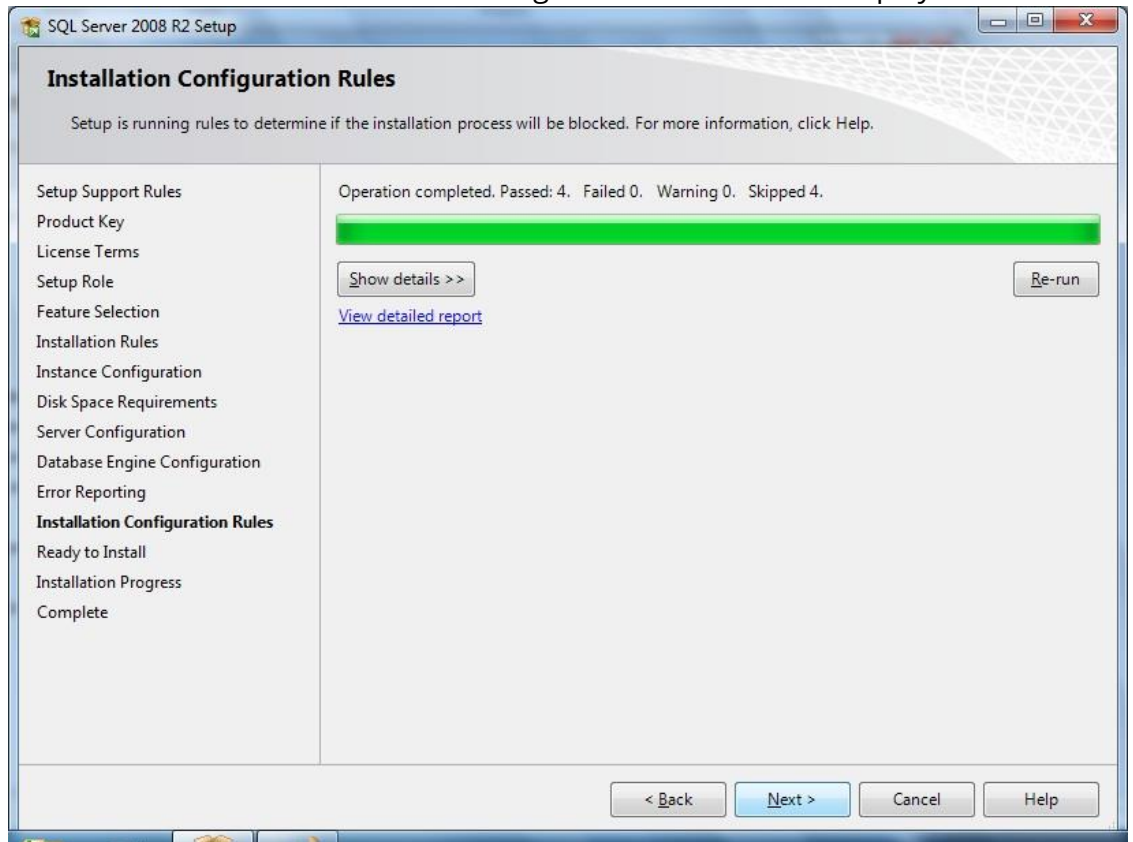 SQL Server 2008 R2 Setup
Installation Configuration Rules
Setup is running rules to determine if the installation process will be blocked. For more information, click Help.
Setup Support Rules
Product Key
License Terms
Setup Role
Feature Selection
Installation Rules
Instance Configuration
Disk Space Requirements
Server Configuration
Database Engine Configuration
Error Reporting
Installation Configuration Rules
Ready to Install
Installation Progress
Complete
Operation completed. Passed: 4. Failed 0. Warning 0. Skipped 4.
Show details >>
Re-run
View detailed report
< Back
Next >
Cancel
Help